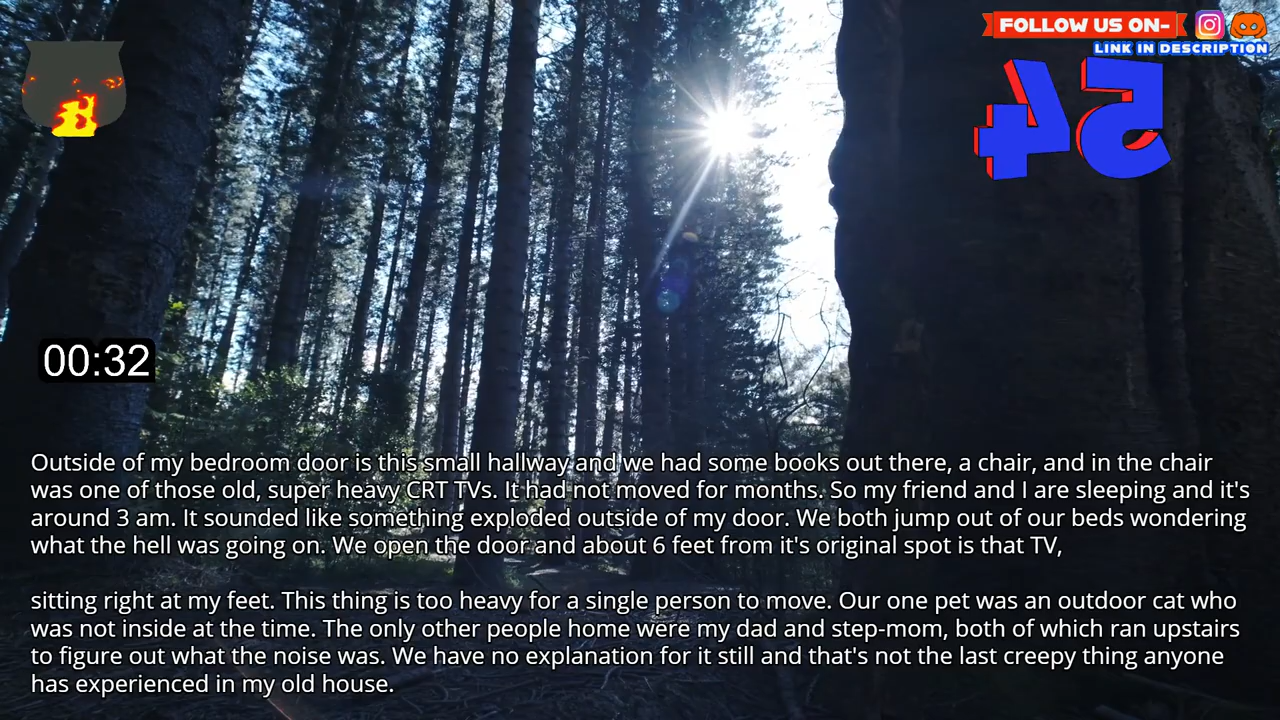 FOLLOW US ON-
LINK IN DESCRIPTION
54
00:32
Outside of my bedroom door is this small hallway and we had some books out there, a chair, and in the chair
was one of those old, super heavy CRT TVs. It had not moved for months. So my friend and I are sleeping and it's
around 3 am. It sounded like something exploded outside of my door. We both jump out of our beds wondering
what the hell was going on. We open the door and about 6 feet from it's original spot is that TV,
sitting right at my feet. This thing is too heavy for a single person to move. Our one pet was an outdoor cat who
was not inside at the time. The only other people home were my dad and step-mom, both of which ran upstairs
to figure out what the noise was. We have no explanation for it still and that's not the last creepy thing anyone
has experienced in my old house.